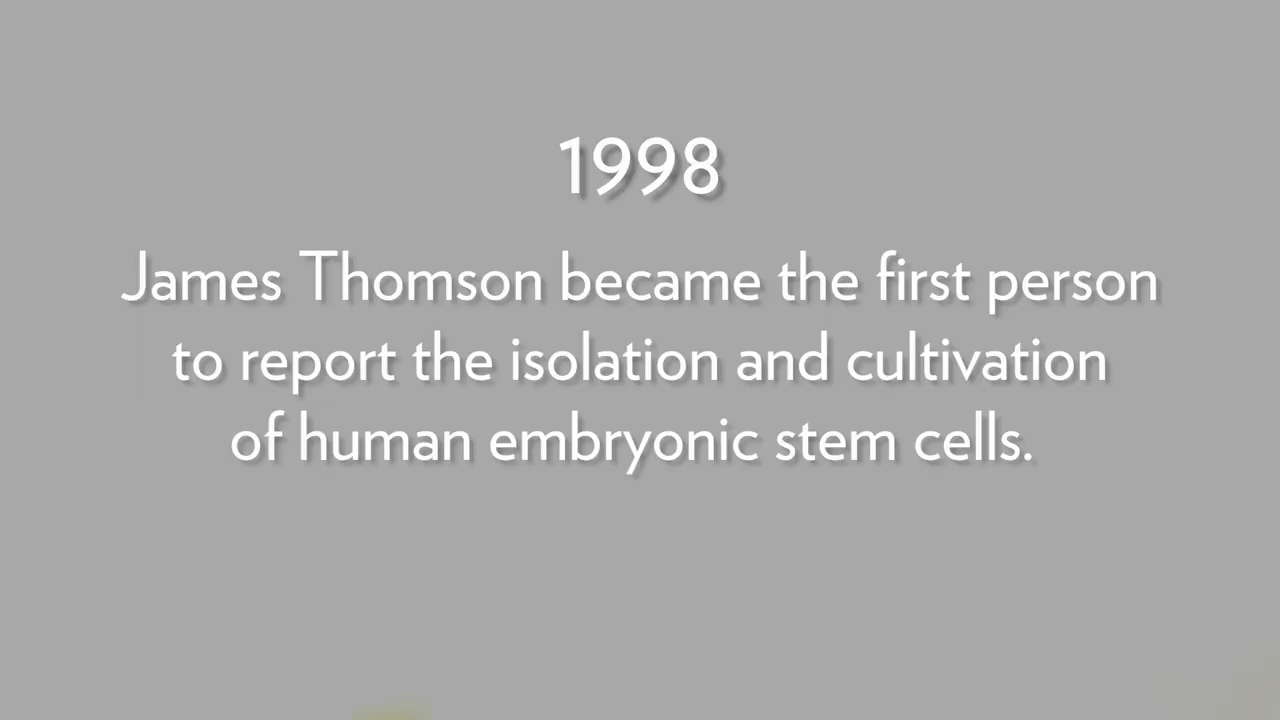 1998
James Thomson became the first person
to report the isolation and cultivation
of human embryonic stem cells.